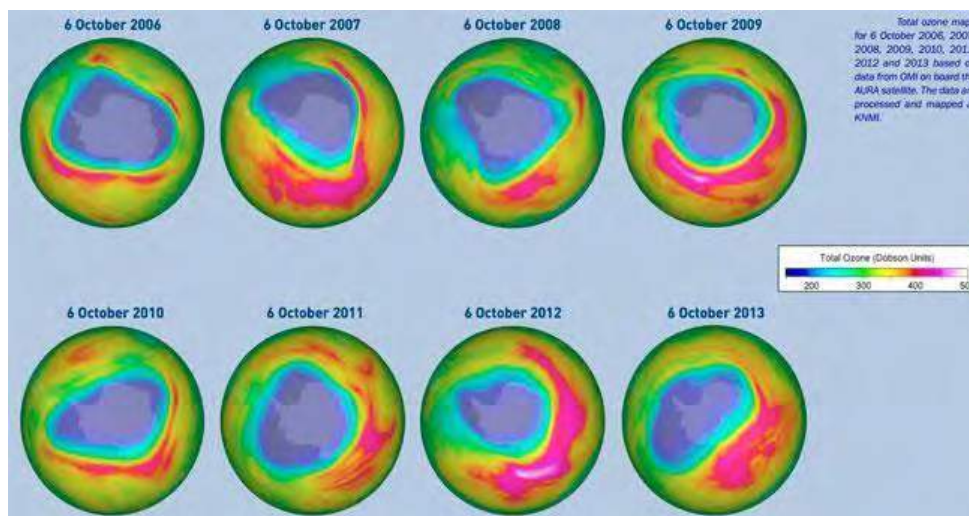 6 October 2006
6 October 2007
6 October 2008
6 October 2009
Total ozone map
for 6 October 2006, 200
2008, 2009, 2010, 201
2012 and 2013 based o
data from OMI on board th
AURA satellite. The data ar
processed and mapped
KNMI.
Total Ozone (Dobson Units)
200 300 400 50
6 October 2010
6 October 2011
6 October 2012
6 October 2013